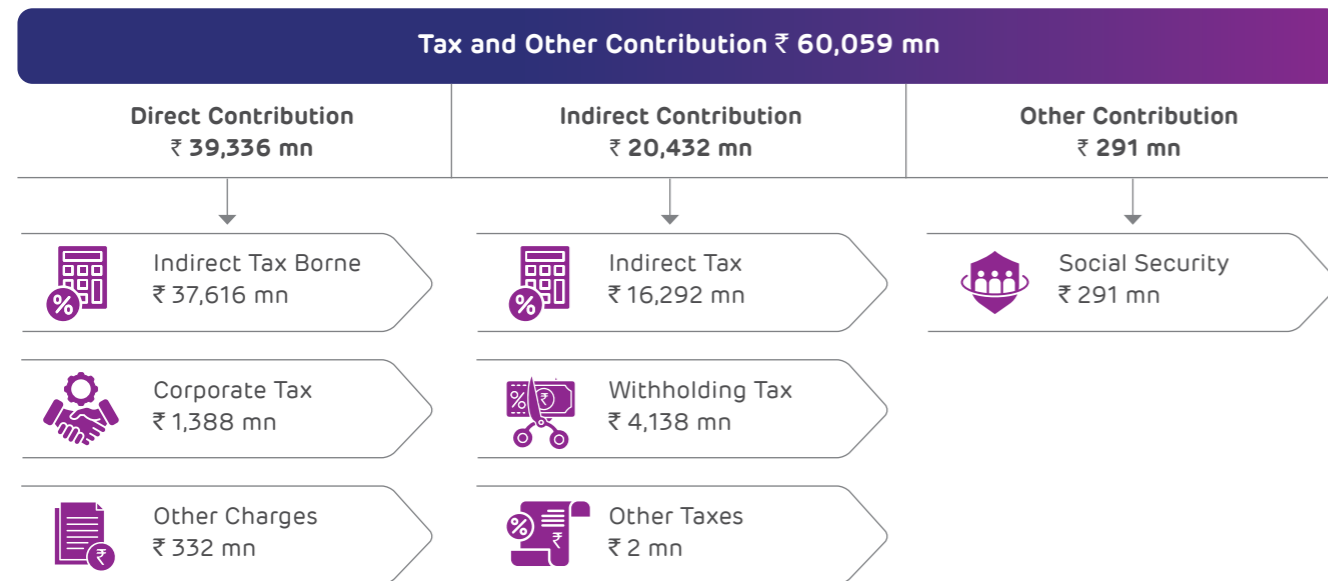 Tax and Other Contribution ₹ 60,059 mn
Direct Contribution
₹ 39,336 mn
Indirect Contribution
₹ 20,432 mn
Other Contribution
₹ 291 mn
%
Indirect Tax Borne
₹ 37,616 mn
%
Indirect Tax
₹ 16,292 mn
Social Security
₹ 291 mn
Corporate Tax
₹ 1,388 mn
% ₹
Withholding Tax
₹ 4,138 mn
₹
Other Charges
₹ 332 mn
% ₹
Other Taxes
₹ 2 mn